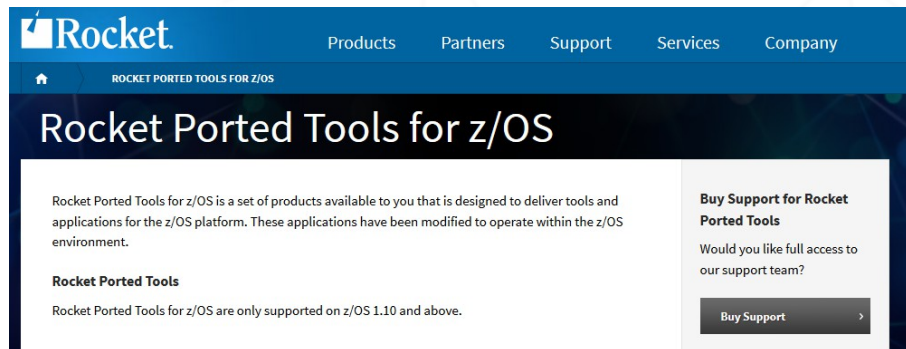 Rocket.
Products Partners Support Services Company
ROCKET PORTED TOOLS FOR Z/OS
Rocket Ported Tools for z/OS
Rocket Ported Tools for z/OS is a set of products available to you that is designed to deliver tools and
applications for the z/OS platform. These applications have been modified to operate within the z/OS
environment.
Rocket Ported Tools
Rocket Ported Tools for z/OS are only supported on z/OS 1.10 and above.
Buy Support for Rocket
Ported Tools
Would you like full access to
our support team?
Buy Support